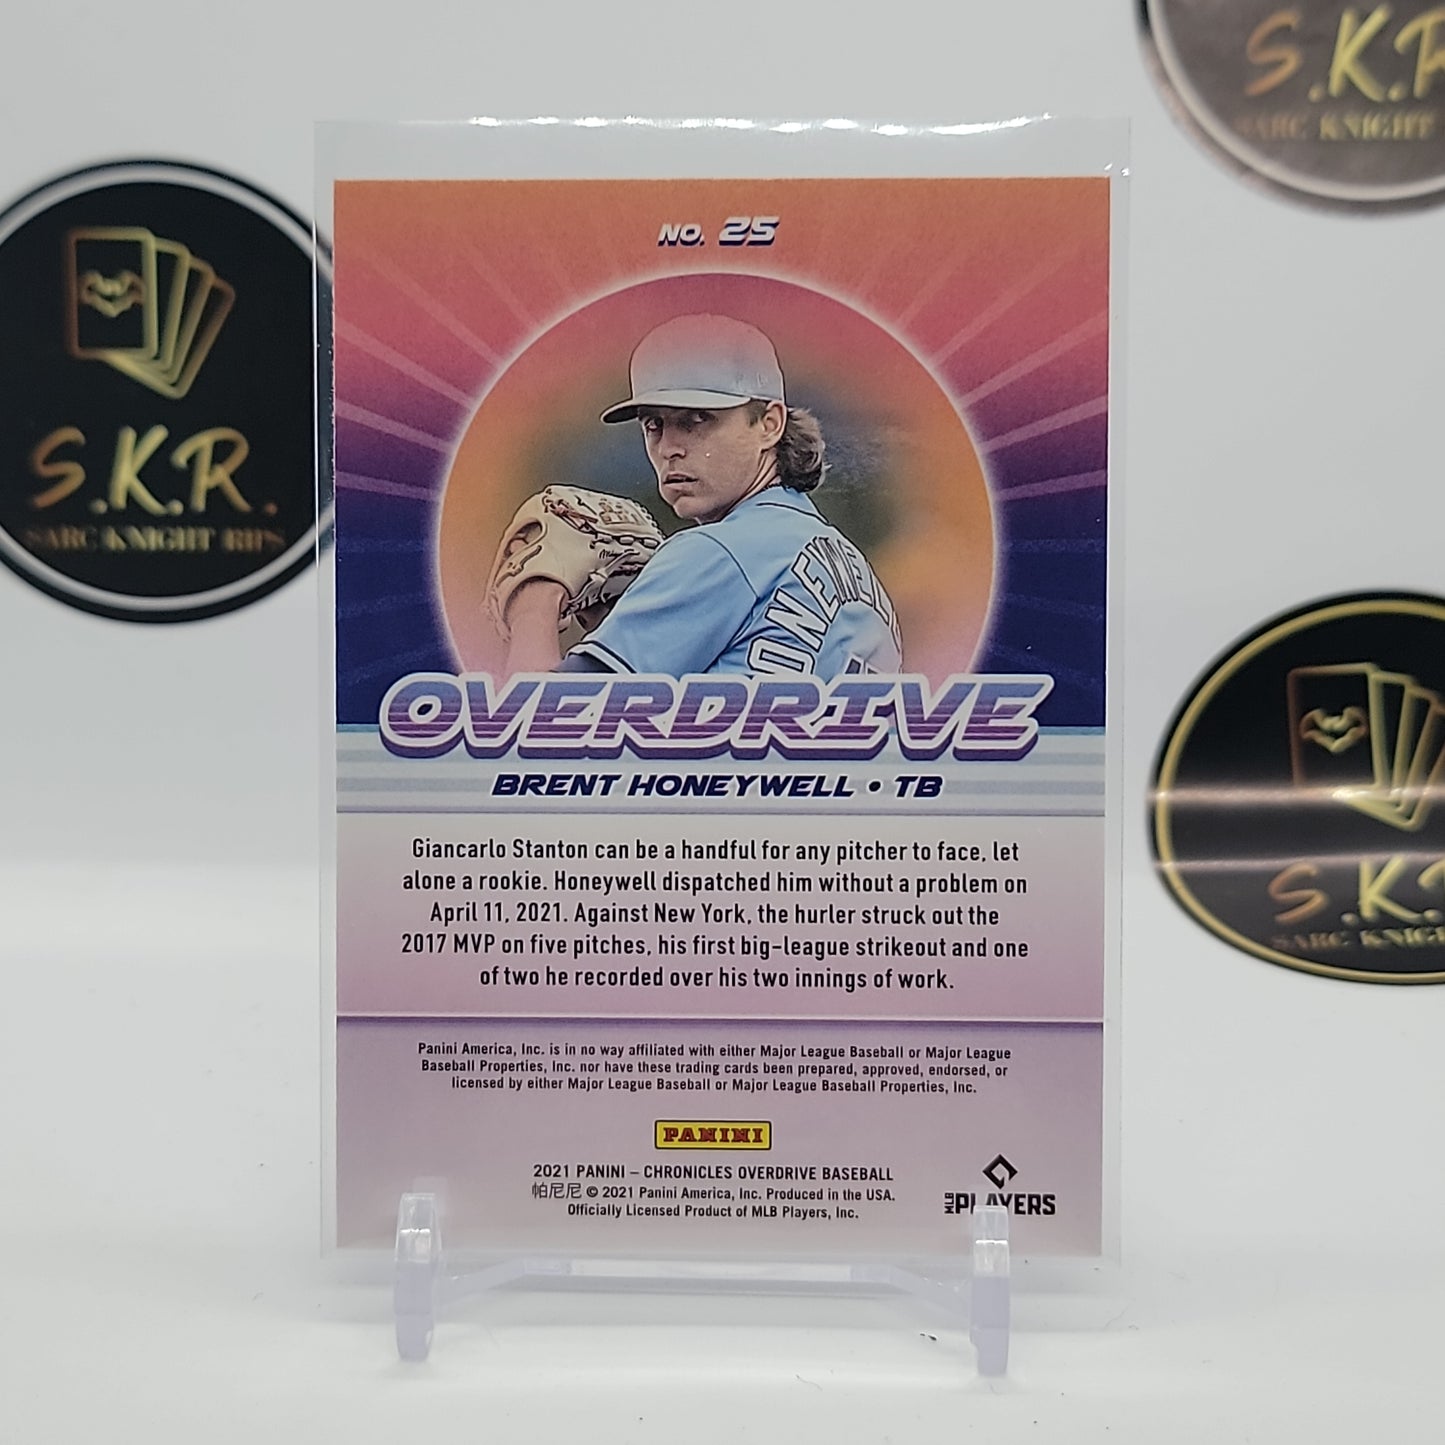 S.K.R.
SARC KNIGHT RIPS
S.K.R
SARC KNIGHT
S.K.
SARC KNIG
NO. 25
ONEYWELL
OVERDRIVE
BRENT HONEYWELL • TB
Giancarlo Stanton can be a handful for any pitcher to face, let
alone a rookie. Honeywell dispatched him without a problem on
April 11, 2021. Against New York, the hurler struck out the
2017 MVP on five pitches, his first big-league strikeout and one
of two he recorded over his two innings of work.
Panini America, Inc. is in no way affiliated with either Major League Baseball or Major League
Baseball Properties, Inc. nor have these trading cards been prepared, approved, endorsed, or
licensed by either Major League Baseball or Major League Baseball Properties, Inc.
PANINI
2021 PANINI – CHRONICLES OVERDRIVE BASEBALL
帕尼尼 © 2021 Panini America, Inc. Produced in the USA.
Officially Licensed Product of MLB Players, Inc.
MLB PLAYERS